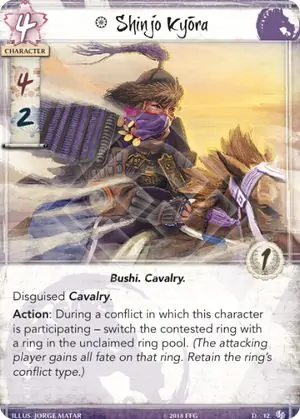 4
Shinjo Kyōra
CHARACTER
4
2
Bushi. Cavalry.
1
Disguised Cavalry.
Action: During a conflict in which this character
is participating – switch the contested ring with
a ring in the unclaimed ring pool. (The attacking
player gains all fate on that ring. Retain the ring's
conflict type.)
ILLUS. JORGE MATAR
© 2018 FFG
D 12